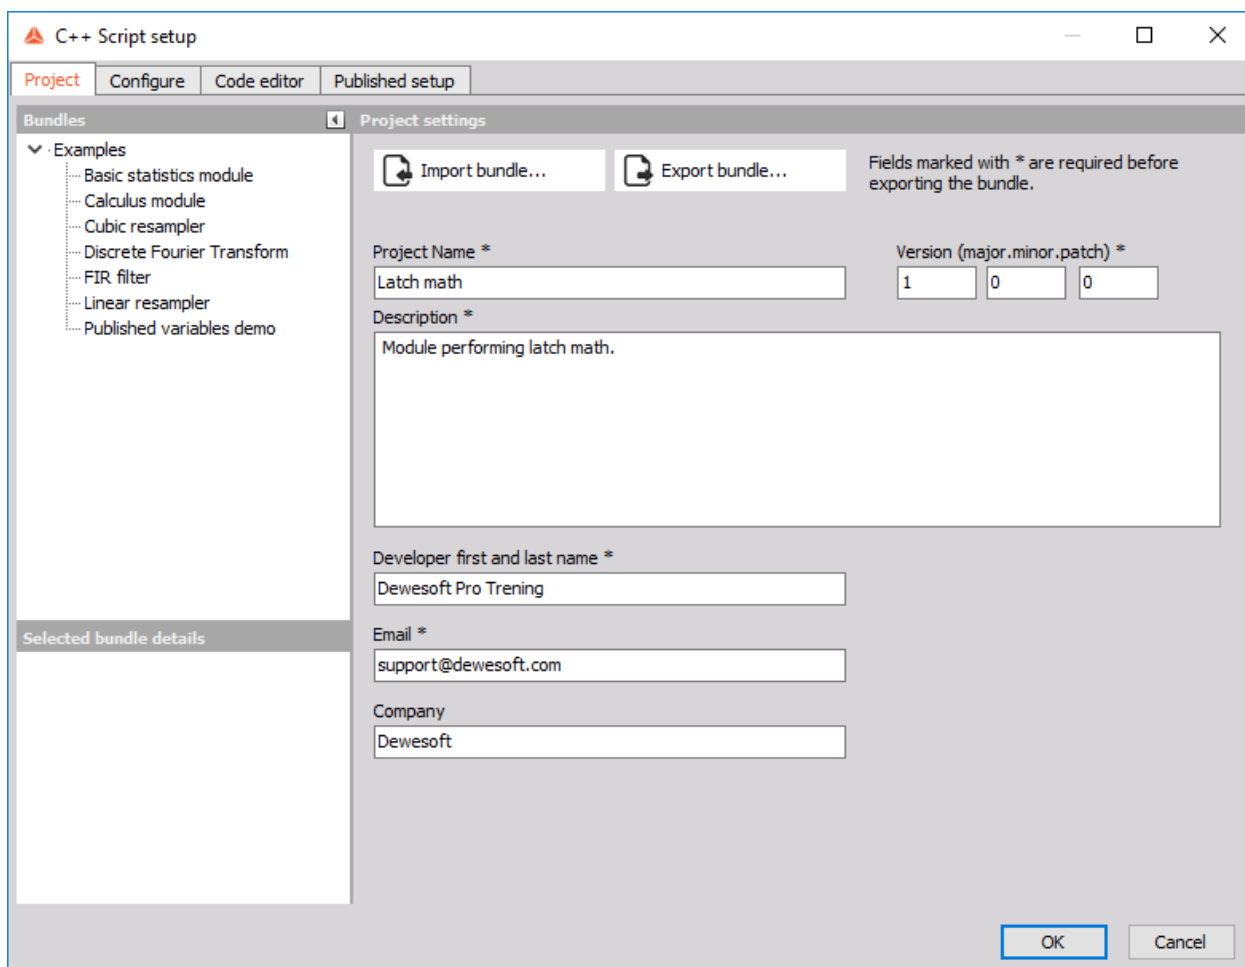 C++ Script setup
Project Configure Code editor Published setup
Bundles
Examples
Basic statistics module
Calculus module
Cubic resampler
Discrete Fourier Transform
FIR filter
Linear resampler
Published variables demo
Selected bundle details
Project settings
Import bundle... Export bundle...
Fields marked with * are required before
exporting the bundle.
Project Name *
Latch math
Version (major.minor.patch) *
1 0 0
Description *
Module performing latch math.
Developer first and last name *
Dewesoft Pro Trening
Email *
support@dewesoft.com
Company
Dewesoft
OK Cancel